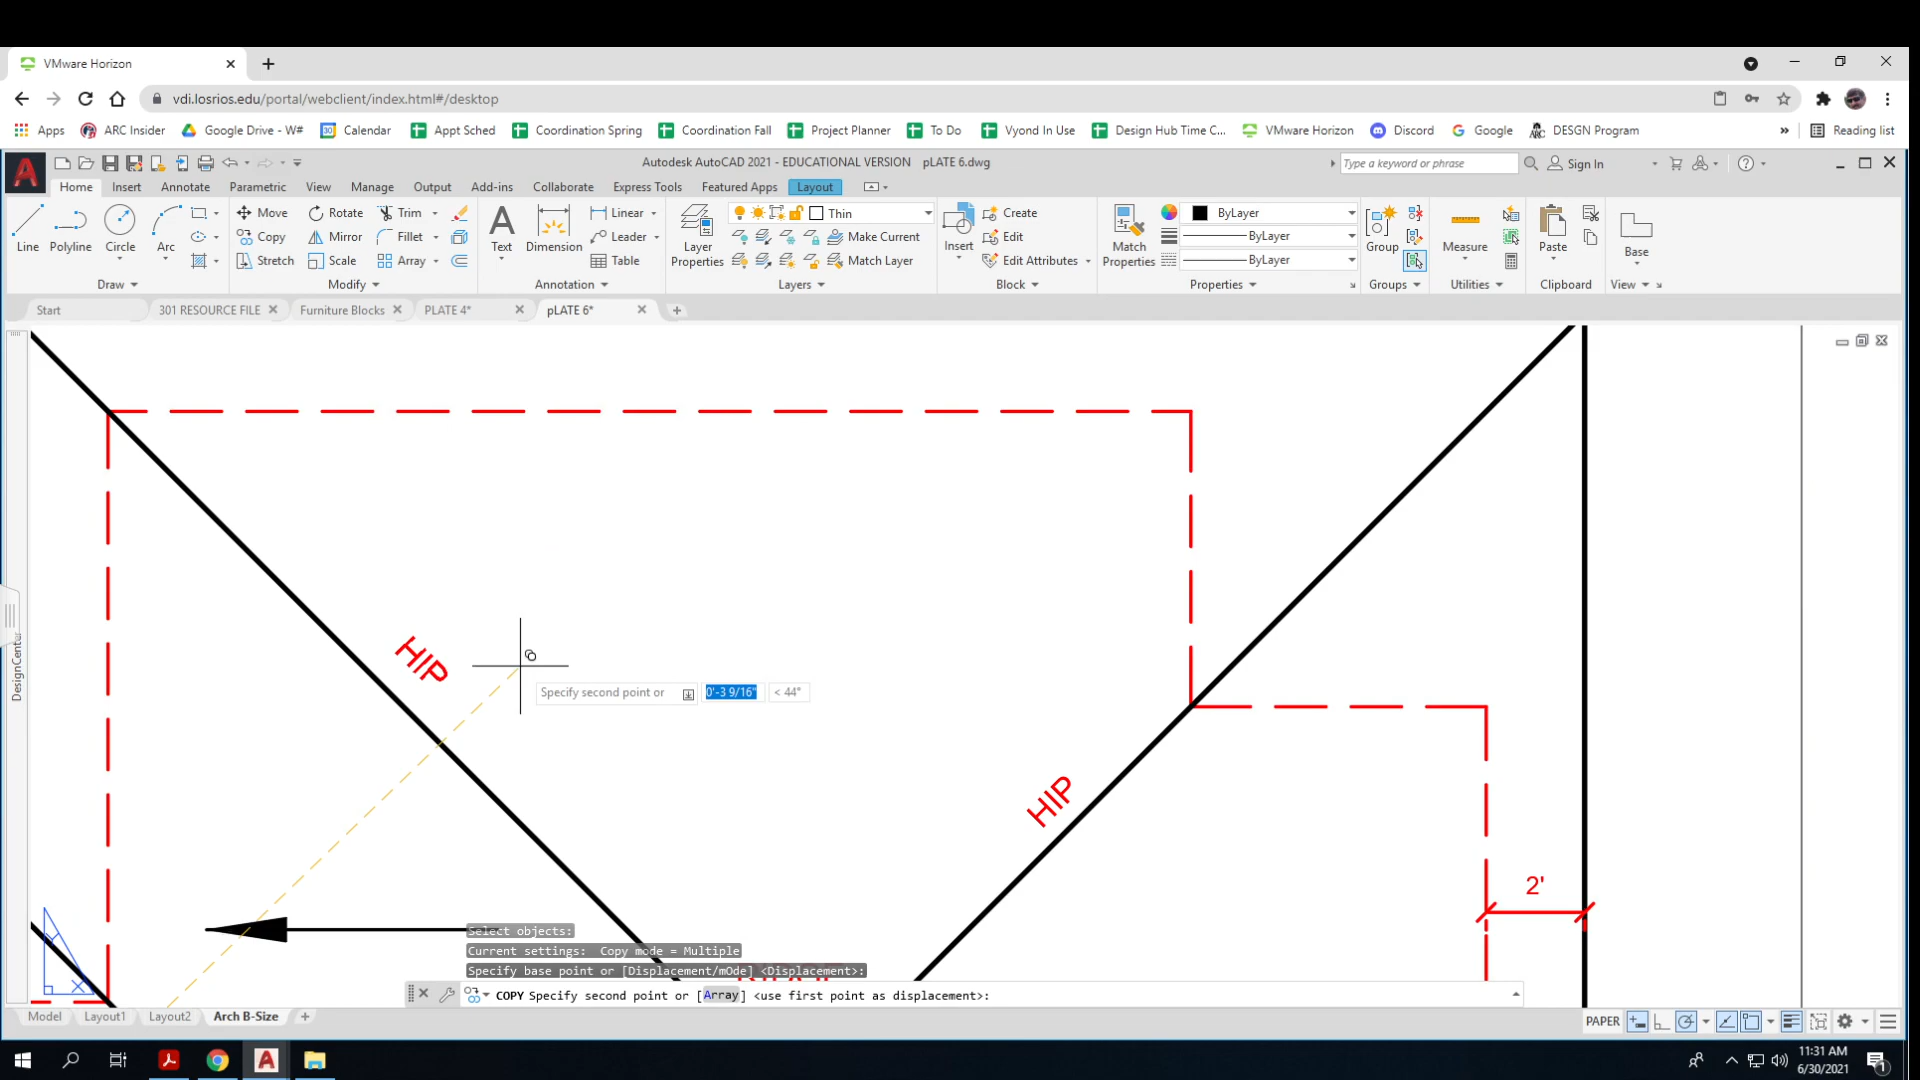 VMware Horizon
vdi.losrios.edu/portal/webclient/index.html#/desktop
Apps ARC Insider Google Drive - W# Calendar Appt Sched Coordination Spring Coordination Fall Project Planner To Do Vyond In Use Design Hub Time C... VMware Horizon Discord Google DESGN Program » Reading list
Autodesk AutoCAD 2021 - EDUCATIONAL VERSION pLATE 6.dwg Type a keyword or phrase Sign In
Home Insert Annotate Parametric View Manage Output Add-ins Collaborate Express Tools Featured Apps Layout
Line Polyline Circle Arc
Move Rotate Trim
Copy Mirror Fillet
Stretch Scale Array
Text Dimension
Linear
Leader
Table
Layer Properties
Thin
Make Current
Match Layer
Insert
Create
Edit
Edit Attributes
Match Properties
ByLayer
ByLayer
ByLayer
Group Measure Paste Base
Draw Modify Annotation Layers Block Properties Groups Utilities Clipboard View
Start 301 RESOURCE FILE Furniture Blocks PLATE 4* pLATE 6*
DesignCenter
HIP
Specify second point or 0'-3 9/16" < 44°
HIP
2'
Select objects:
Current settings: Copy mode = Multiple
Specify base point or [Displacement/mOde] <Displacement>:
COPY Specify second point or [Array] <use first point as displacement>:
Model Layout1 Layout2 Arch B-Size
PAPER
11:31 AM
6/30/2021
1